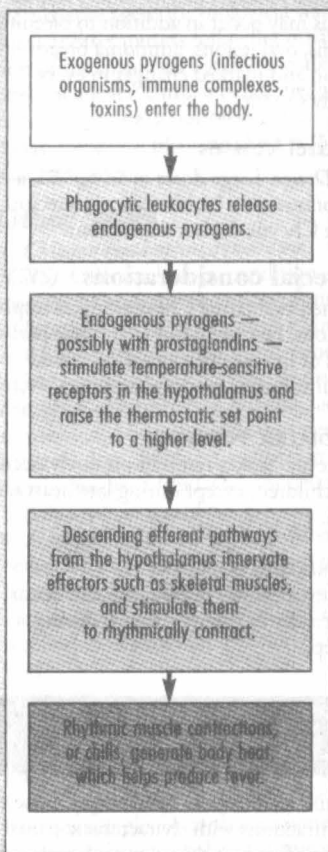 Exogenous pyrogens (infectious
organisms, immune complexes,
toxins) enter the body.
Phagocytic leukocytes release
endogenous pyrogens.
Endogenous pyrogens —
possibly with prostaglandins —
stimulate temperature-sensitive
receptors in the hypothalamus and
raise the thermostatic set point
to a higher level.
Descending efferent pathways
from the hypothalamus innervate
effectors such as skeletal muscles,
and stimulate them
to rhythmically contract.
Rhythmic muscle contractions,
or chills, generate body heat,
which helps produce fever.
erial considerations